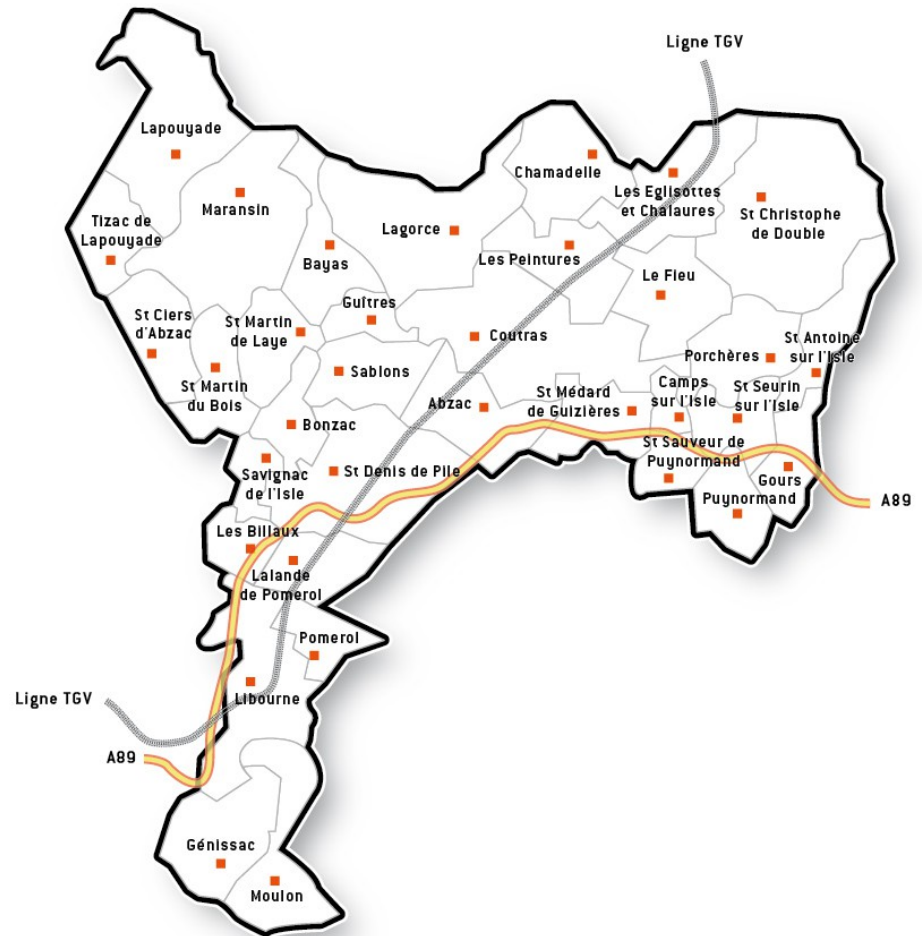 Ligne TGV
Lapouyade
Chamadelle
Les Eglisottes
et Chalaures
Maransin
St Christophe
de Double
Tizac de
Lapouyade
Lagorce
Bayas
Les Peintures
Le Fieu
Guîtres
St Ciers
d'Abzac
St Martin
de Laye
Coutras
St Antoine
sur l'Isle
Porchères
Sablons
St Martin
du Bois
Abzac
St Médard
de Guizières
Camps
sur l'Isle
St Seurin
sur l'Isle
Bonzac
St Sauveur de
Puynormand
Savignac
de l'Isle
St Denis de Pile
Gours
Puynormand
A89
Les Billaux
Lalande
de Pomerol
Pomerol
Ligne TGV
Libourne
A89
Génissac
Moulon